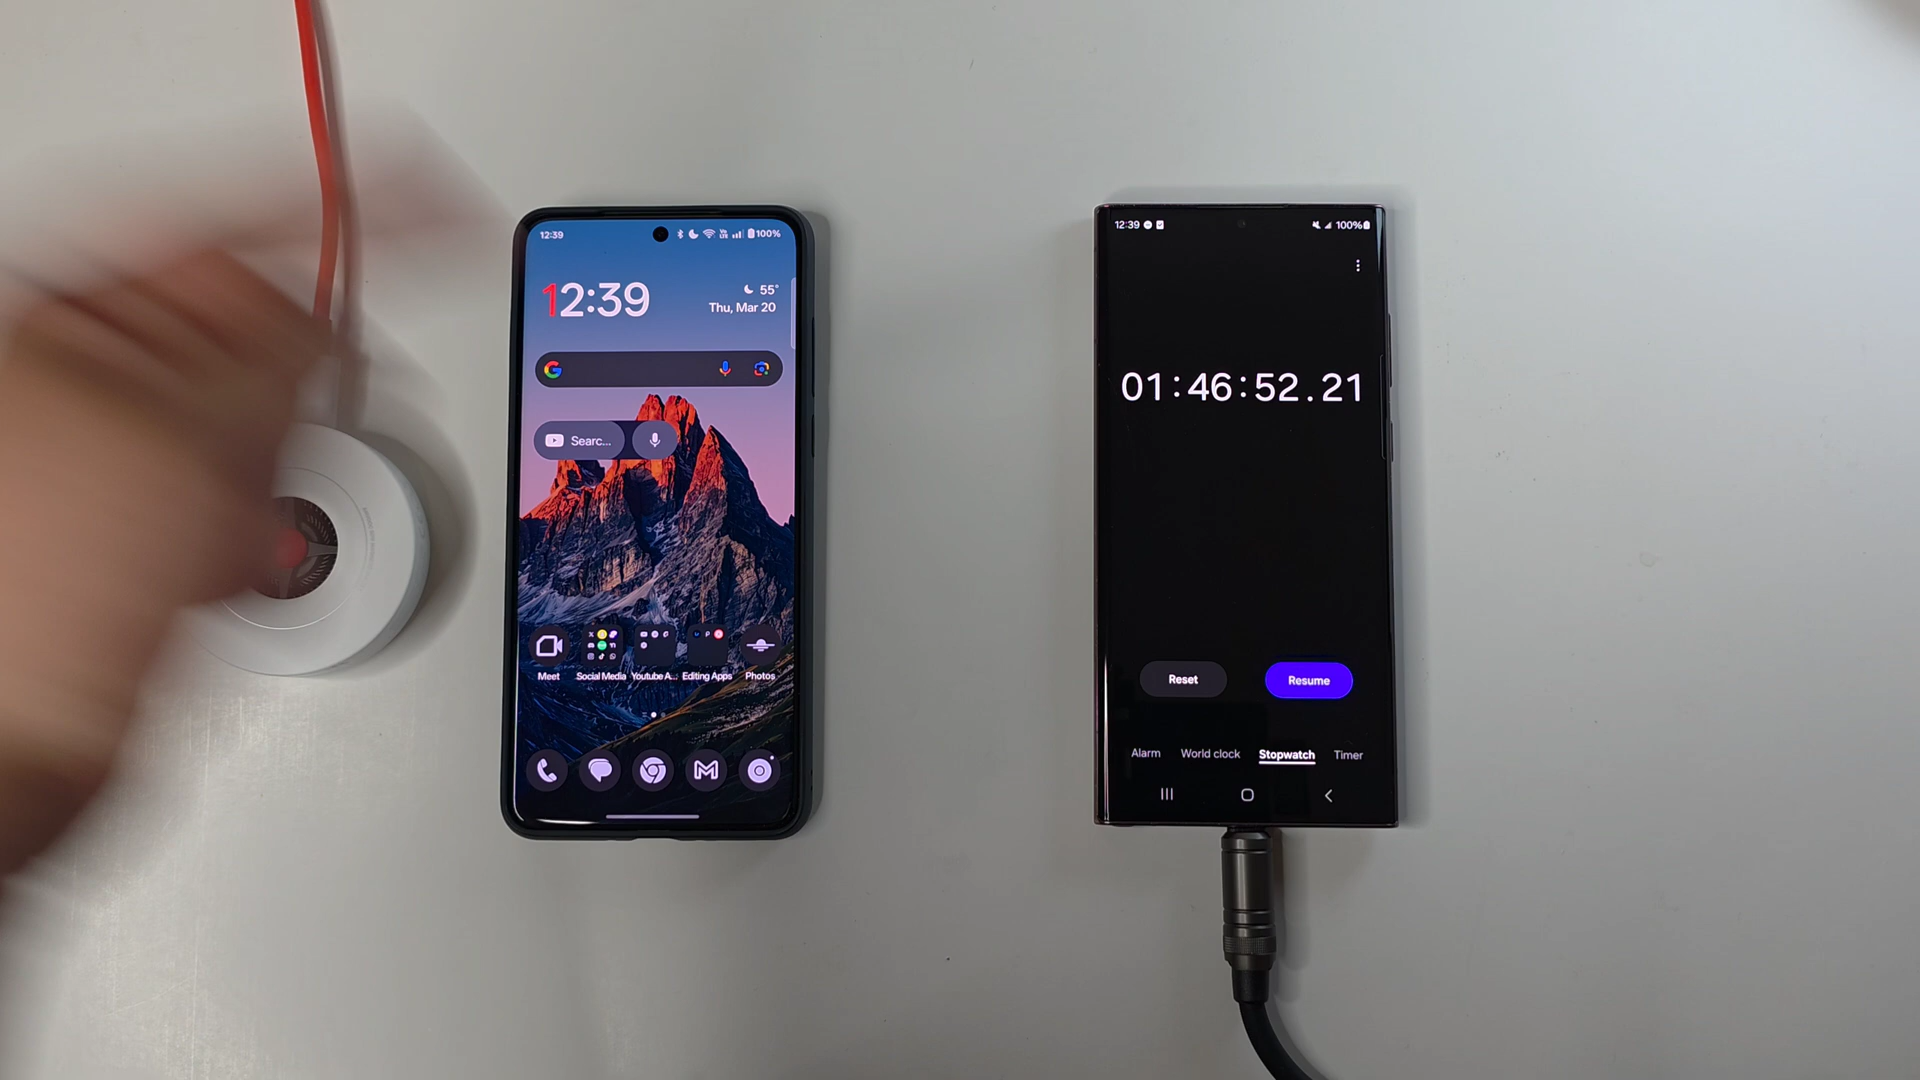 12:39
100%
12:39
55°
Thu, Mar 20
Searc...
Meet
Social Media
Youtube A...
Editing Apps
Photos
12:39
100%
01:46:52.21
Reset
Resume
Alarm
World clock
Stopwatch
Timer